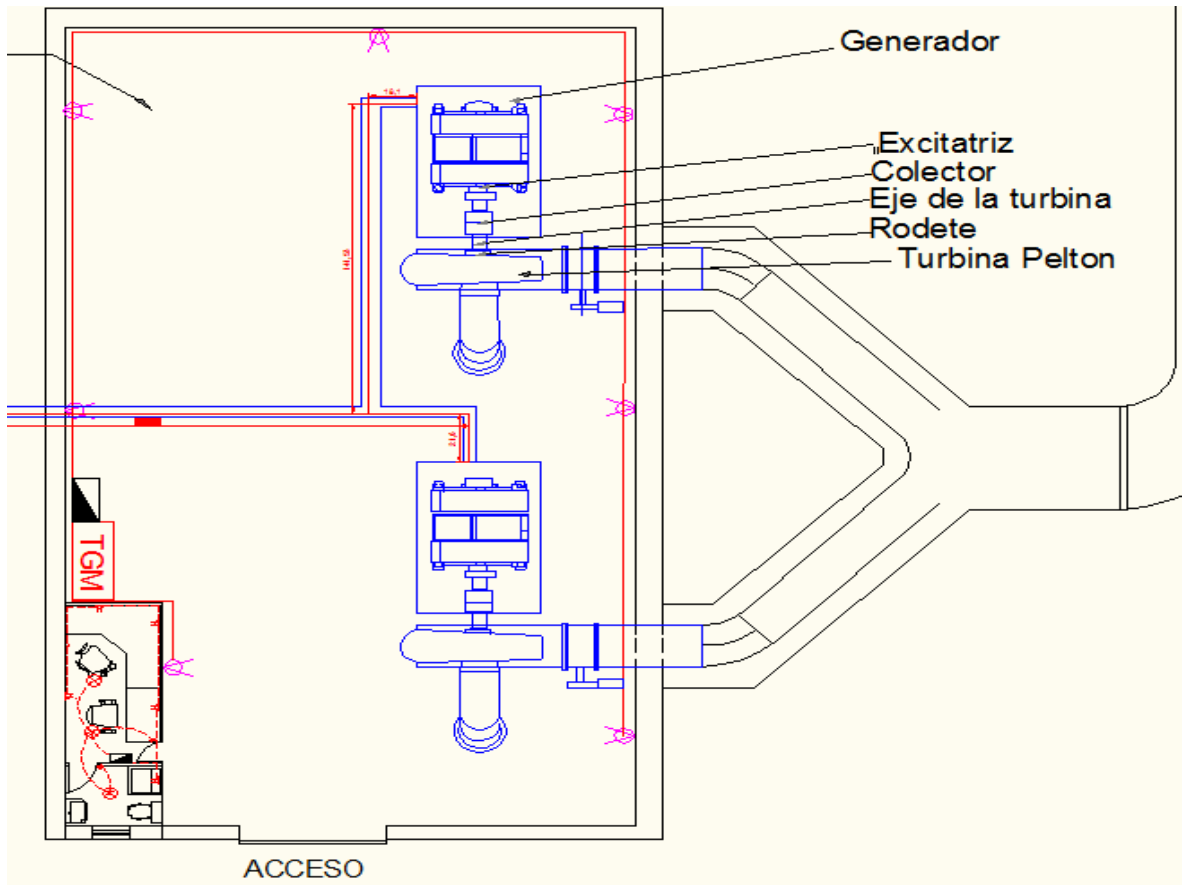 Generador
Excitatriz
Colector
Eje de la turbina
Rodete
Turbina Pelton
TGM
ACCESO